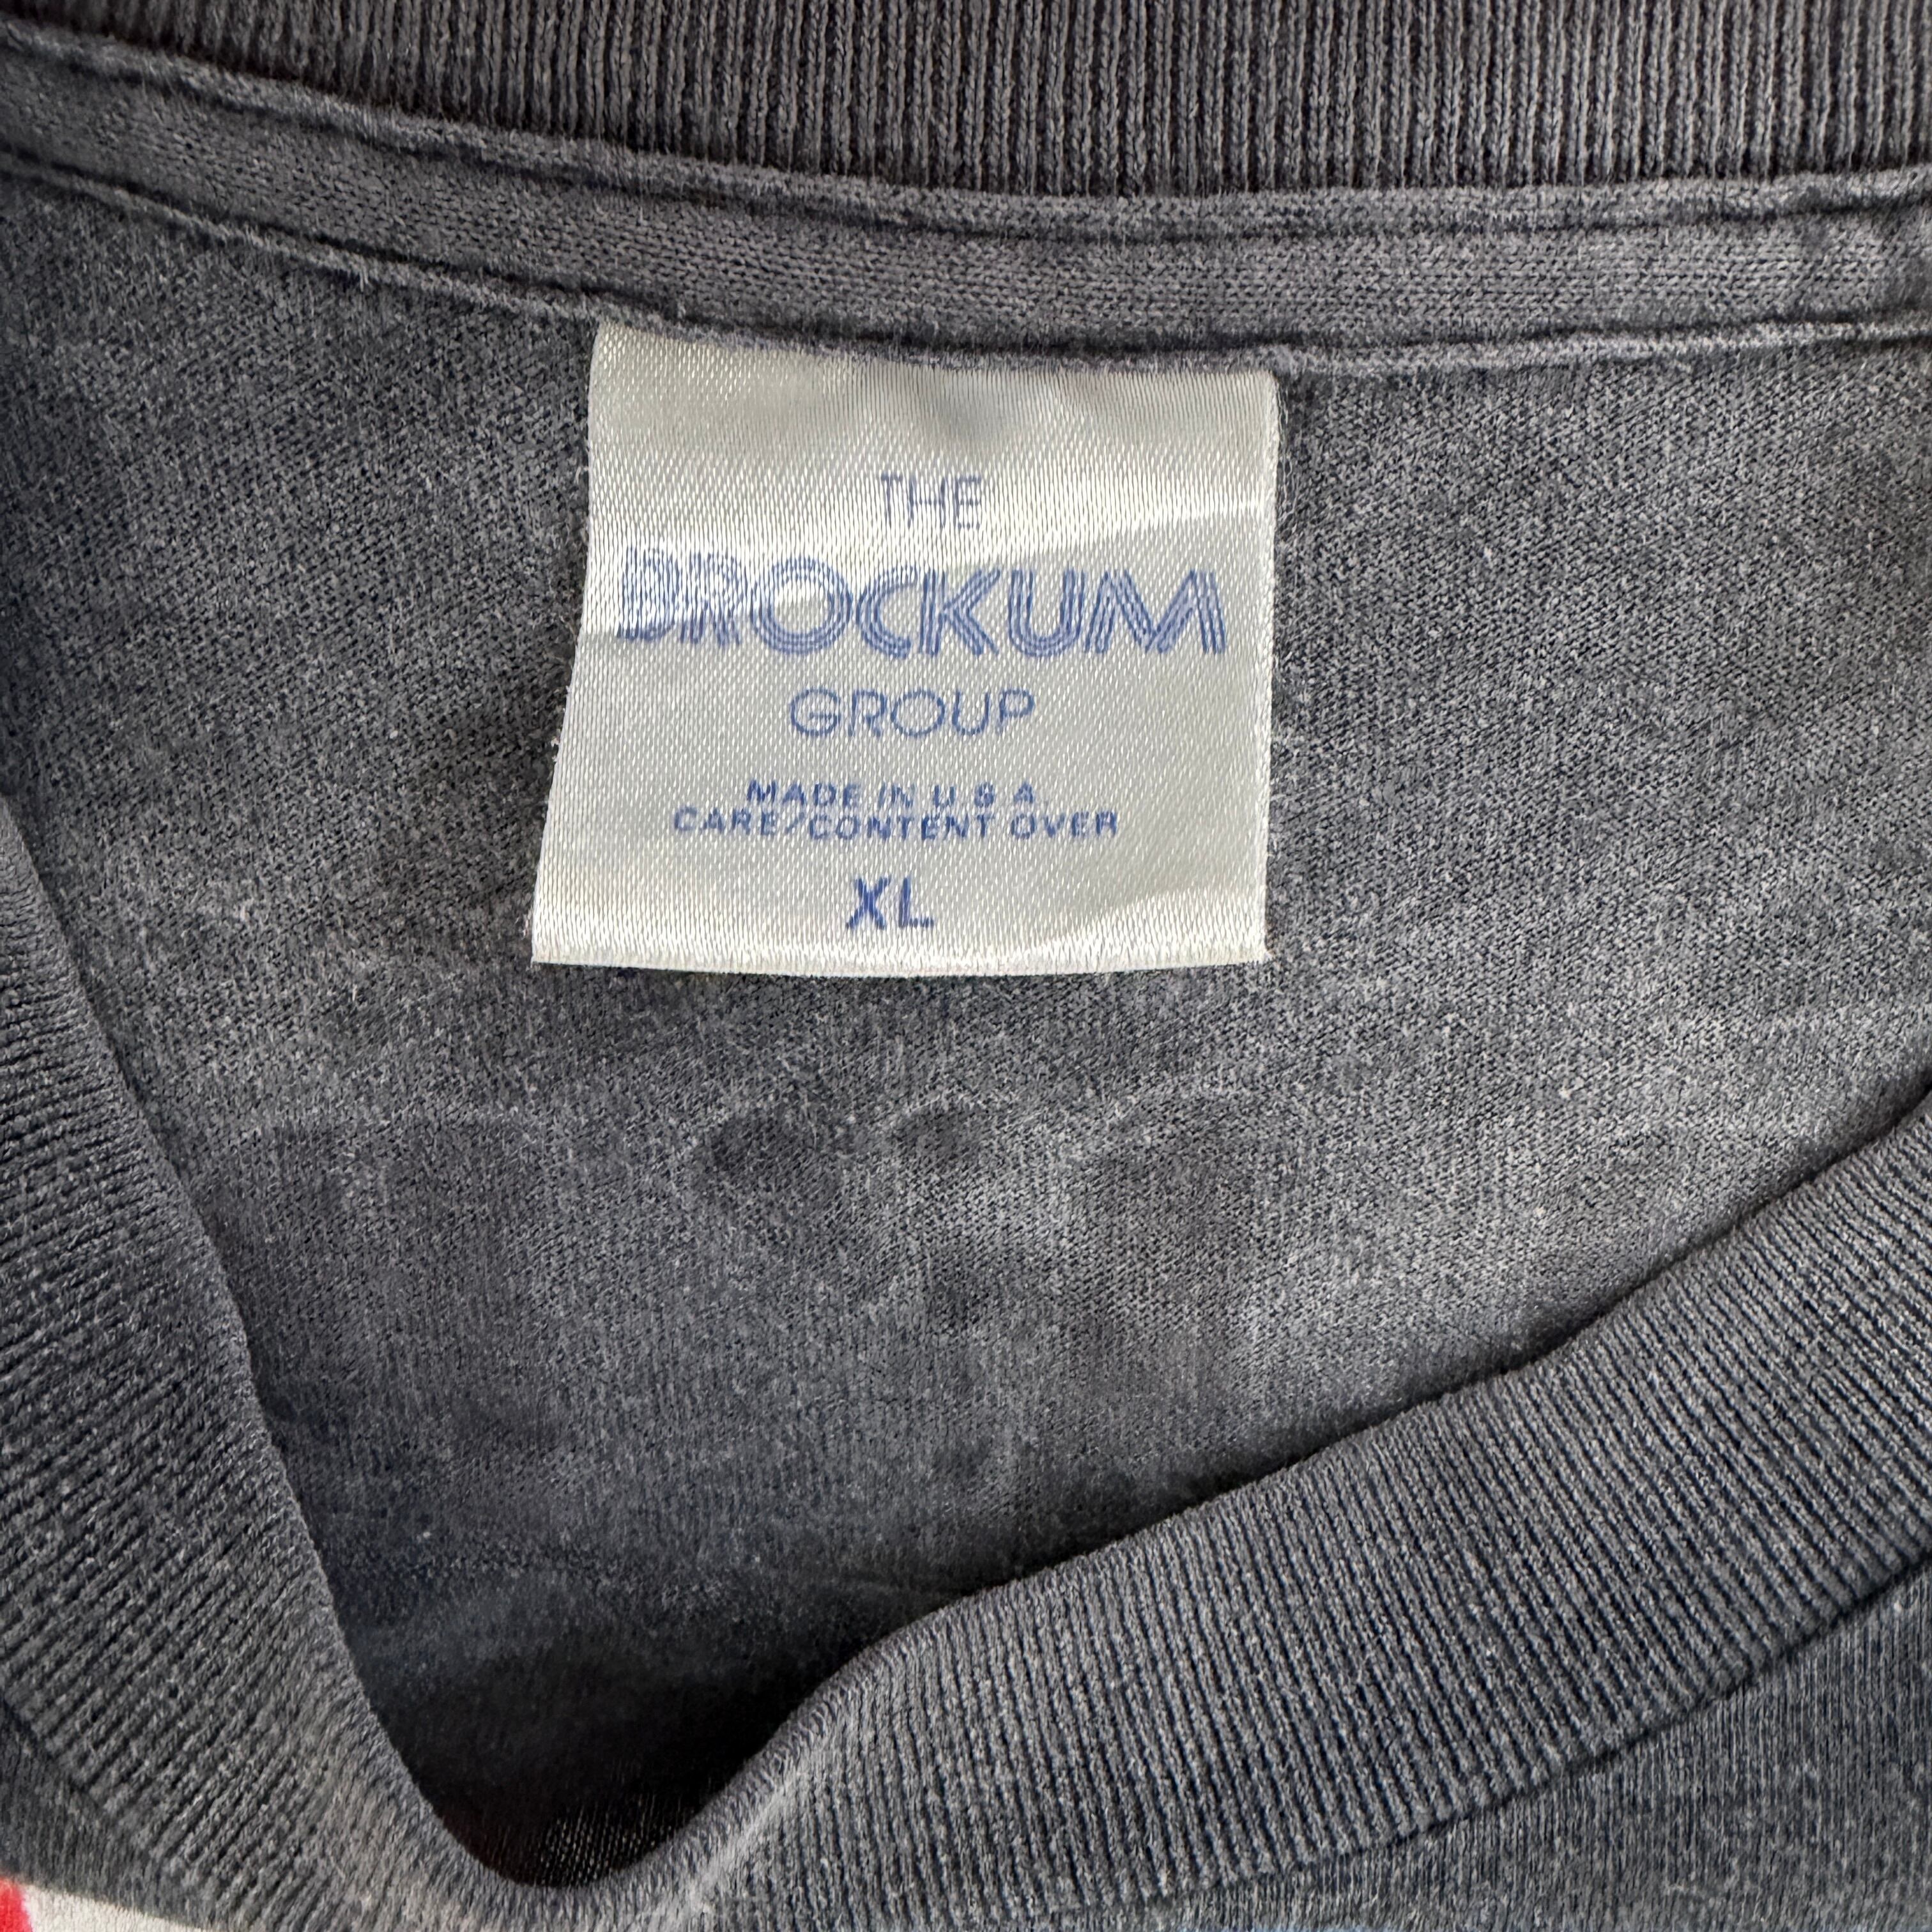 THE
BROCKUM
GROUP
MADE IN U.S.A.
CARE/CONTENT OVER
XL